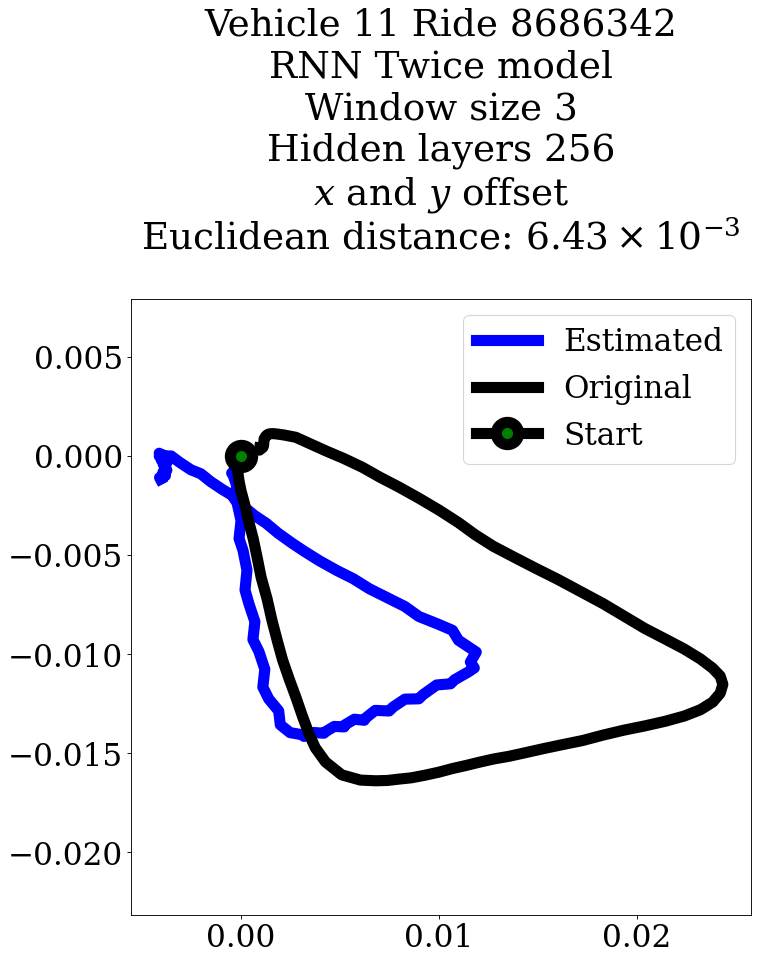 Vehicle 11 Ride 8686342
RNN Twice model
Window size 3
Hidden layers 256
x and y offset
Euclidean distance: 6.43 × 10⁻³
Estimated
Original
Start
0.005
0.000
−0.005
−0.010
−0.015
−0.020
0.00 0.01 0.02